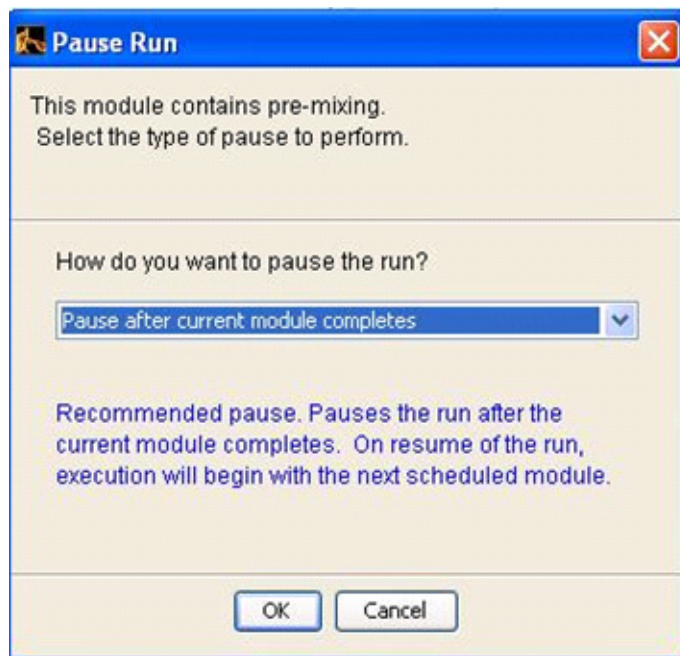 Pause Run
This module contains pre-mixing.
Select the type of pause to perform.
How do you want to pause the run?
Pause after current module completes
Recommended pause. Pauses the run after the
current module completes. On resume of the run,
execution will begin with the next scheduled module.
OK
Cancel